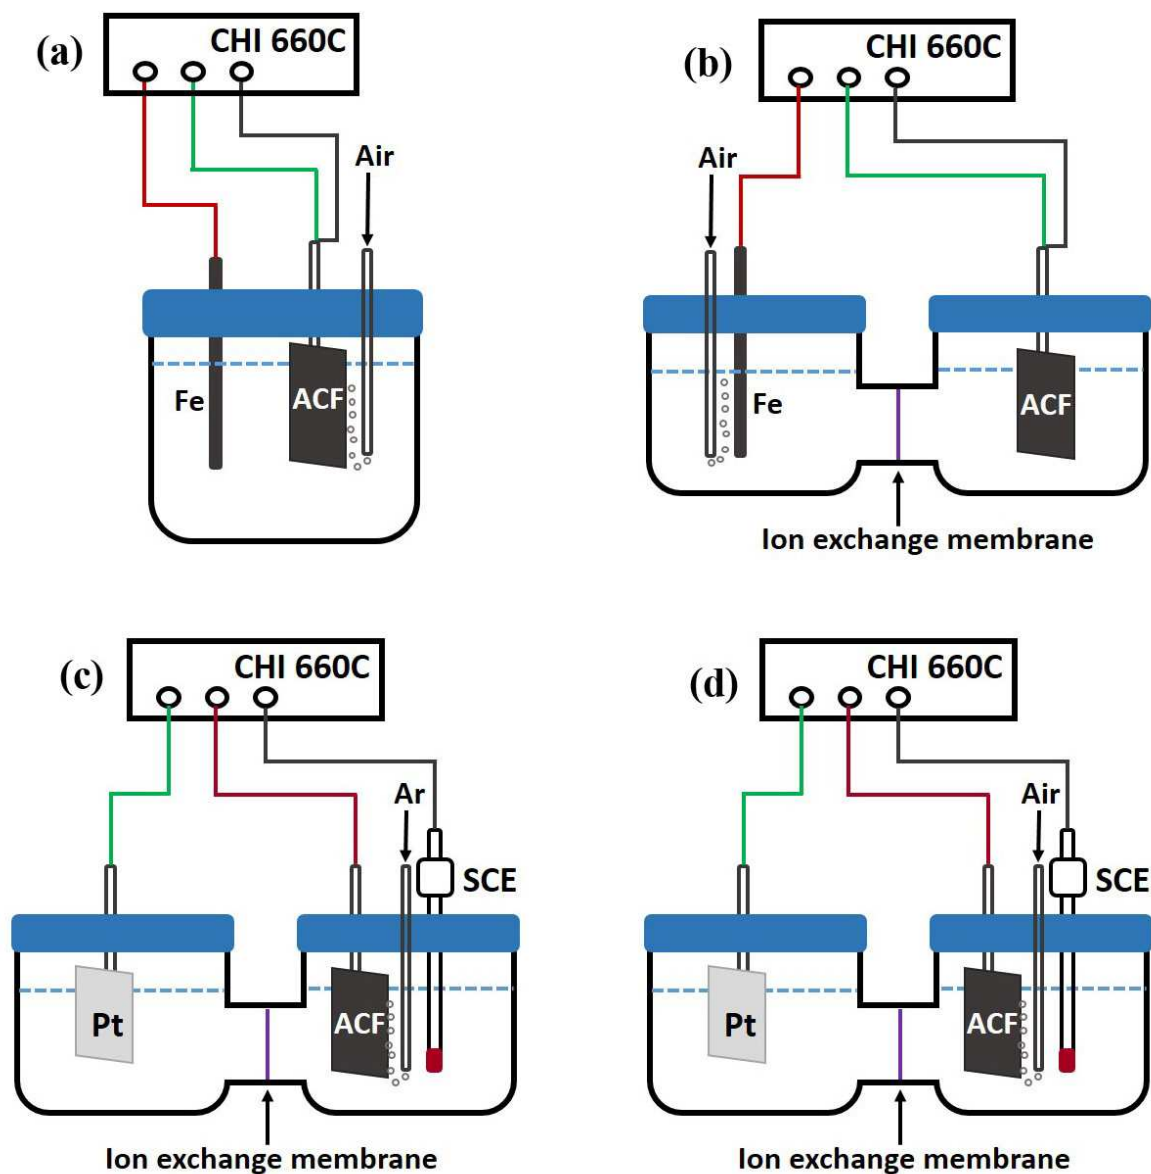 (a)
CHI 660C
Air
Fe
ACF
(b)
CHI 660C
Air
Fe
ACF
Ion exchange membrane
(c)
CHI 660C
Ar
SCE
Pt
ACF
Ion exchange membrane
(d)
CHI 660C
Air
SCE
Pt
ACF
Ion exchange membrane